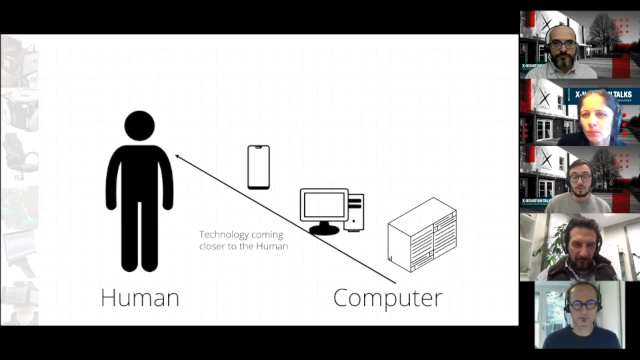 Technology coming
closer to the Human
Human
Computer
X-NOVATION TALKS